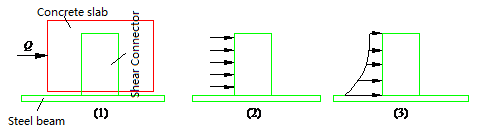 Concrete slab
Q
Shear Connector
Steel beam
(1)
(2)
(3)